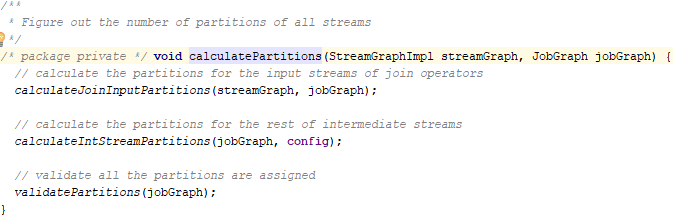 /**
 * Figure out the number of partitions of all streams
 */
/* package private */ void calculatePartitions(StreamGraphImpl streamGraph, JobGraph jobGraph) {
  // calculate the partitions for the input streams of join operators
  calculateJoinInputPartitions(streamGraph, jobGraph);

  // calculate the partitions for the rest of intermediate streams
  calculateIntStreamPartitions(jobGraph, config);

  // validate all the partitions are assigned
  validatePartitions(jobGraph);
}